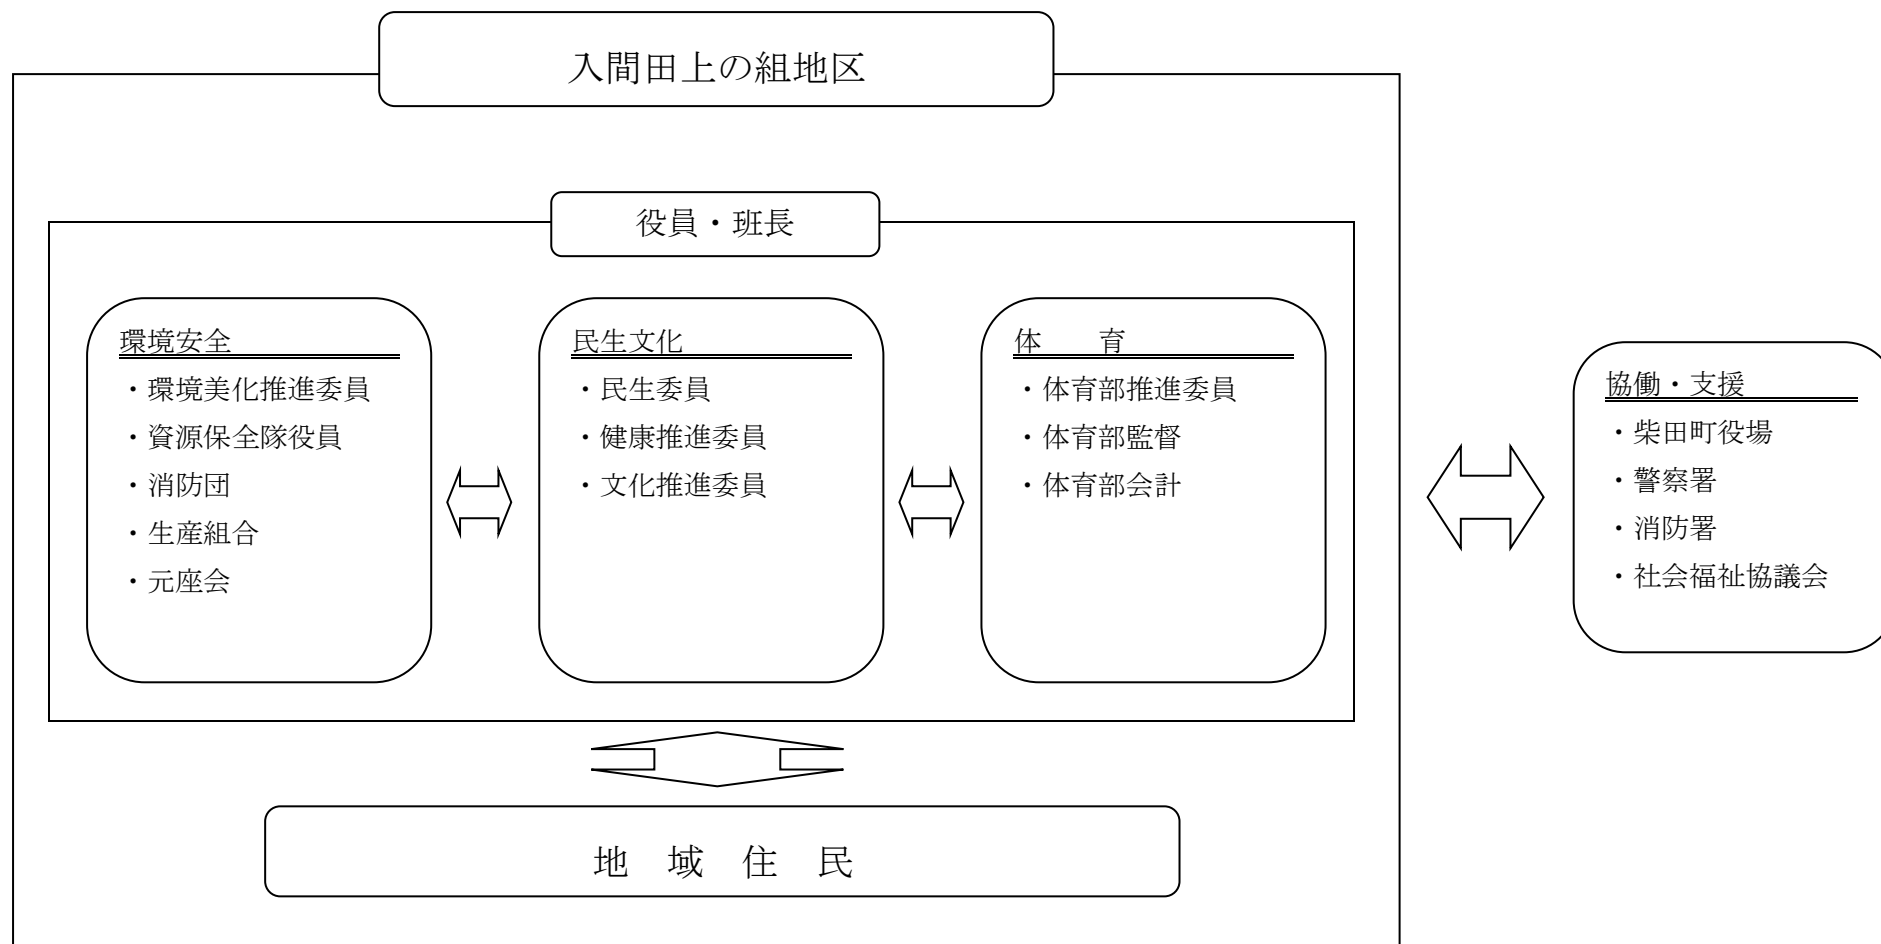 入間田上の組地区
役員・班長
環境安全
・環境美化推進委員
・資源保全隊役員
・消防団
・生産組合
・元座会
民生文化
・民生委員
・健康推進委員
・文化推進委員
体　　育
・体育部推進委員
・体育部監督
・体育部会計
協働・支援
・柴田町役場
・警察署
・消防署
・社会福祉協議会
地　域　住　民